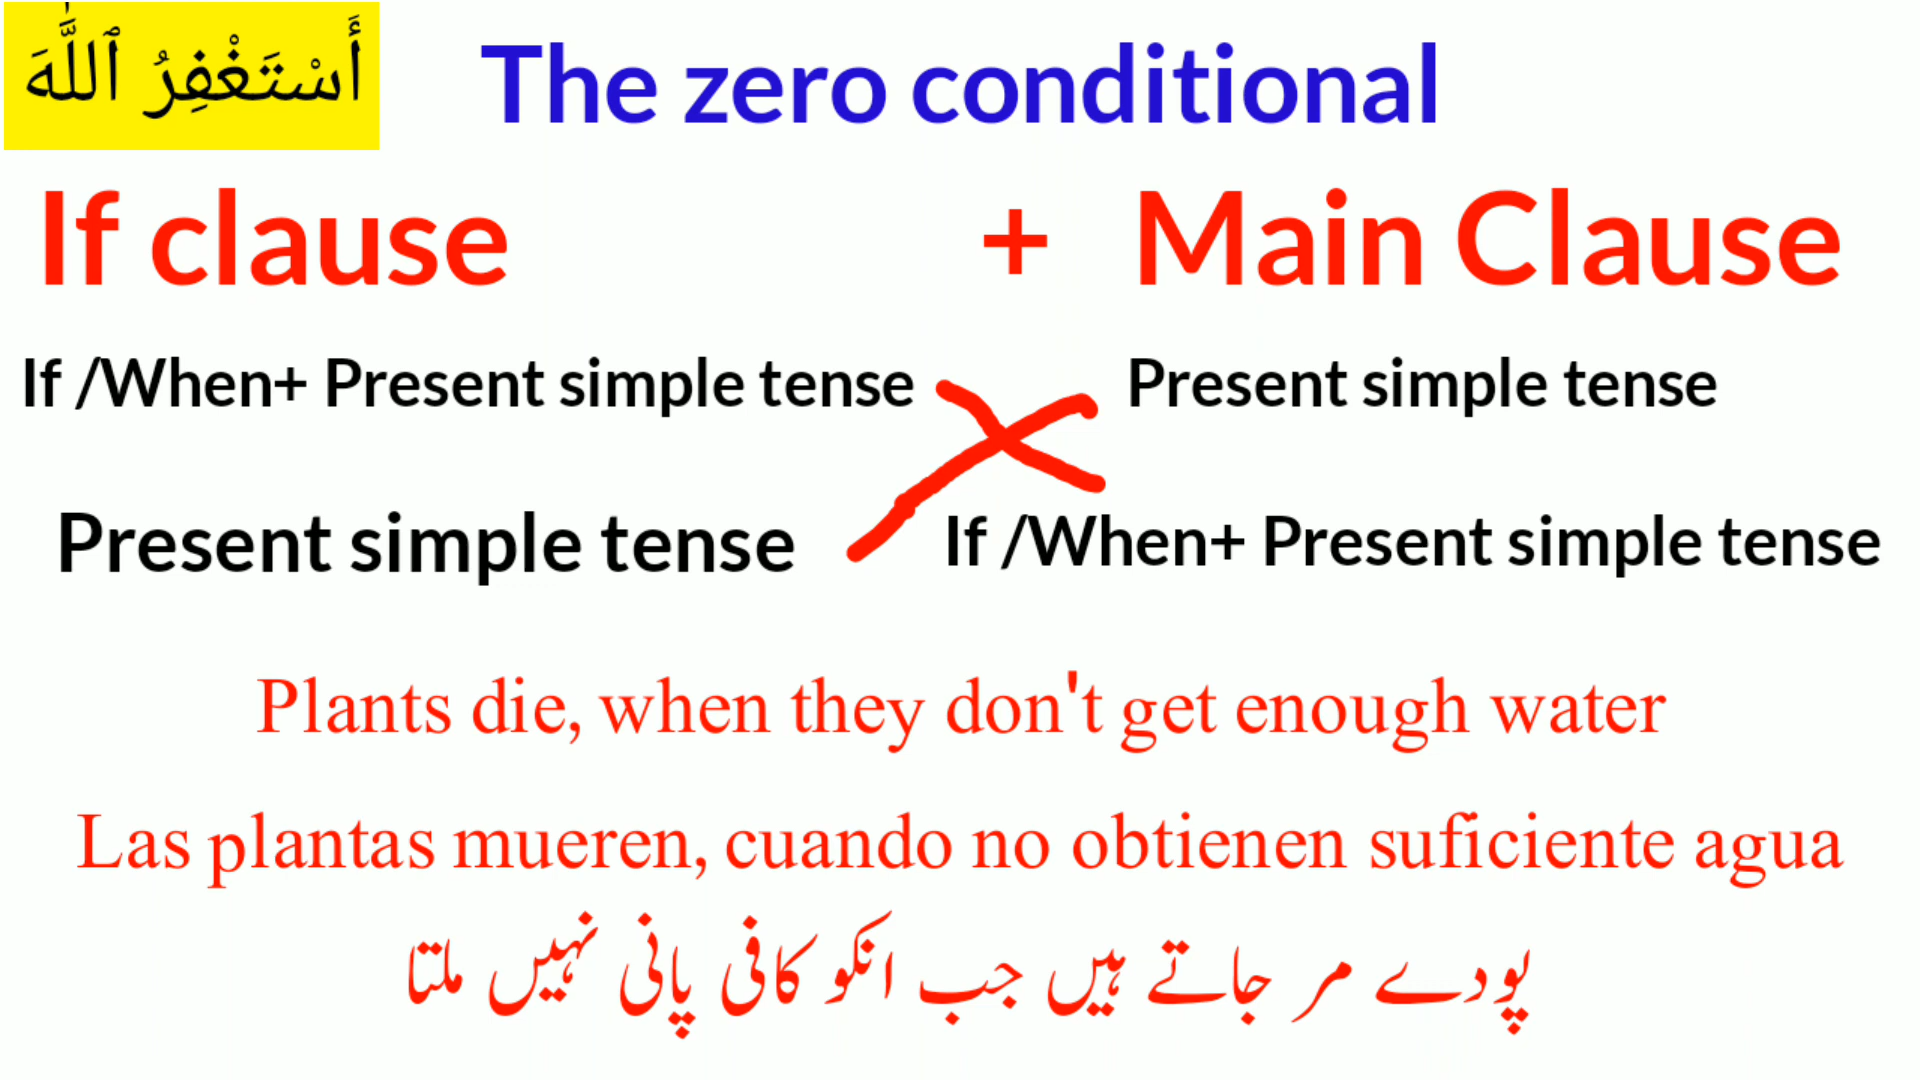 أَسْتَغْفِرُ ٱللَّٰهَ
The zero conditional
If clause + Main Clause
If /When+ Present simple tense Present simple tense
Present simple tense If /When+ Present simple tense
Plants die, when they don't get enough water
Las plantas mueren, cuando no obtienen suficiente agua
پودے مر جاتے ہیں جب انکو کافی پانی نہیں ملتا